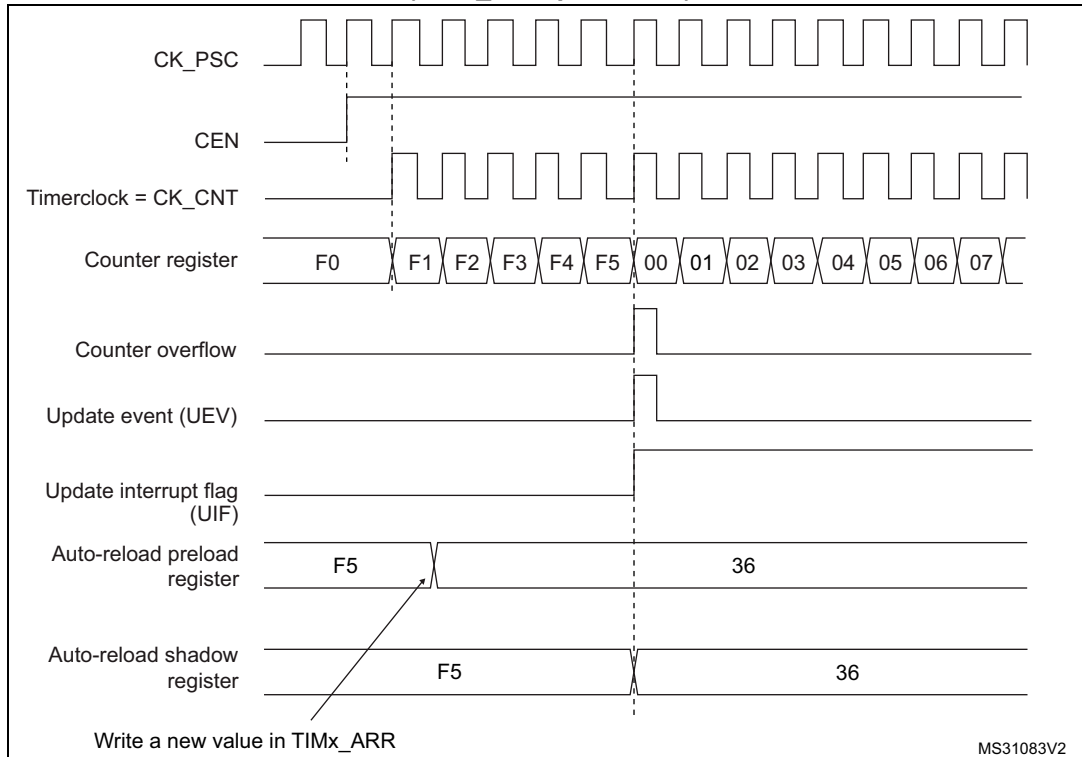 CK_PSC
CEN
Timerclock = CK_CNT
Counter register F0 F1 F2 F3 F4 F5 00 01 02 03 04 05 06 07
Counter overflow
Update event (UEV)
Update interrupt flag
(UIF)
Auto-reload preload
register
F5 36
Auto-reload shadow
register
F5 36
Write a new value in TIMx_ARR
MS31083V2